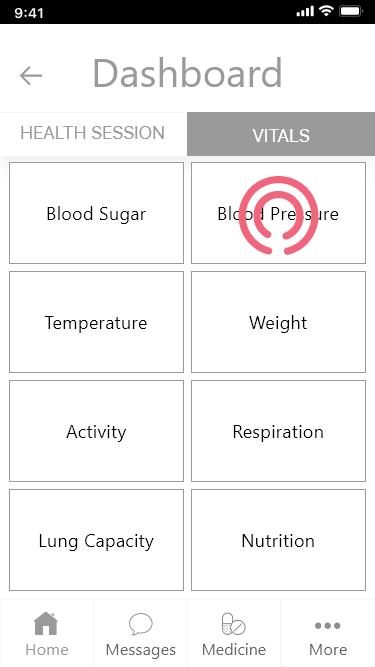 9:41
Dashboard
HEALTH SESSION VITALS
Blood Sugar Blood Pressure
Temperature Weight
Activity Respiration
Lung Capacity Nutrition
Home Messages Medicine More